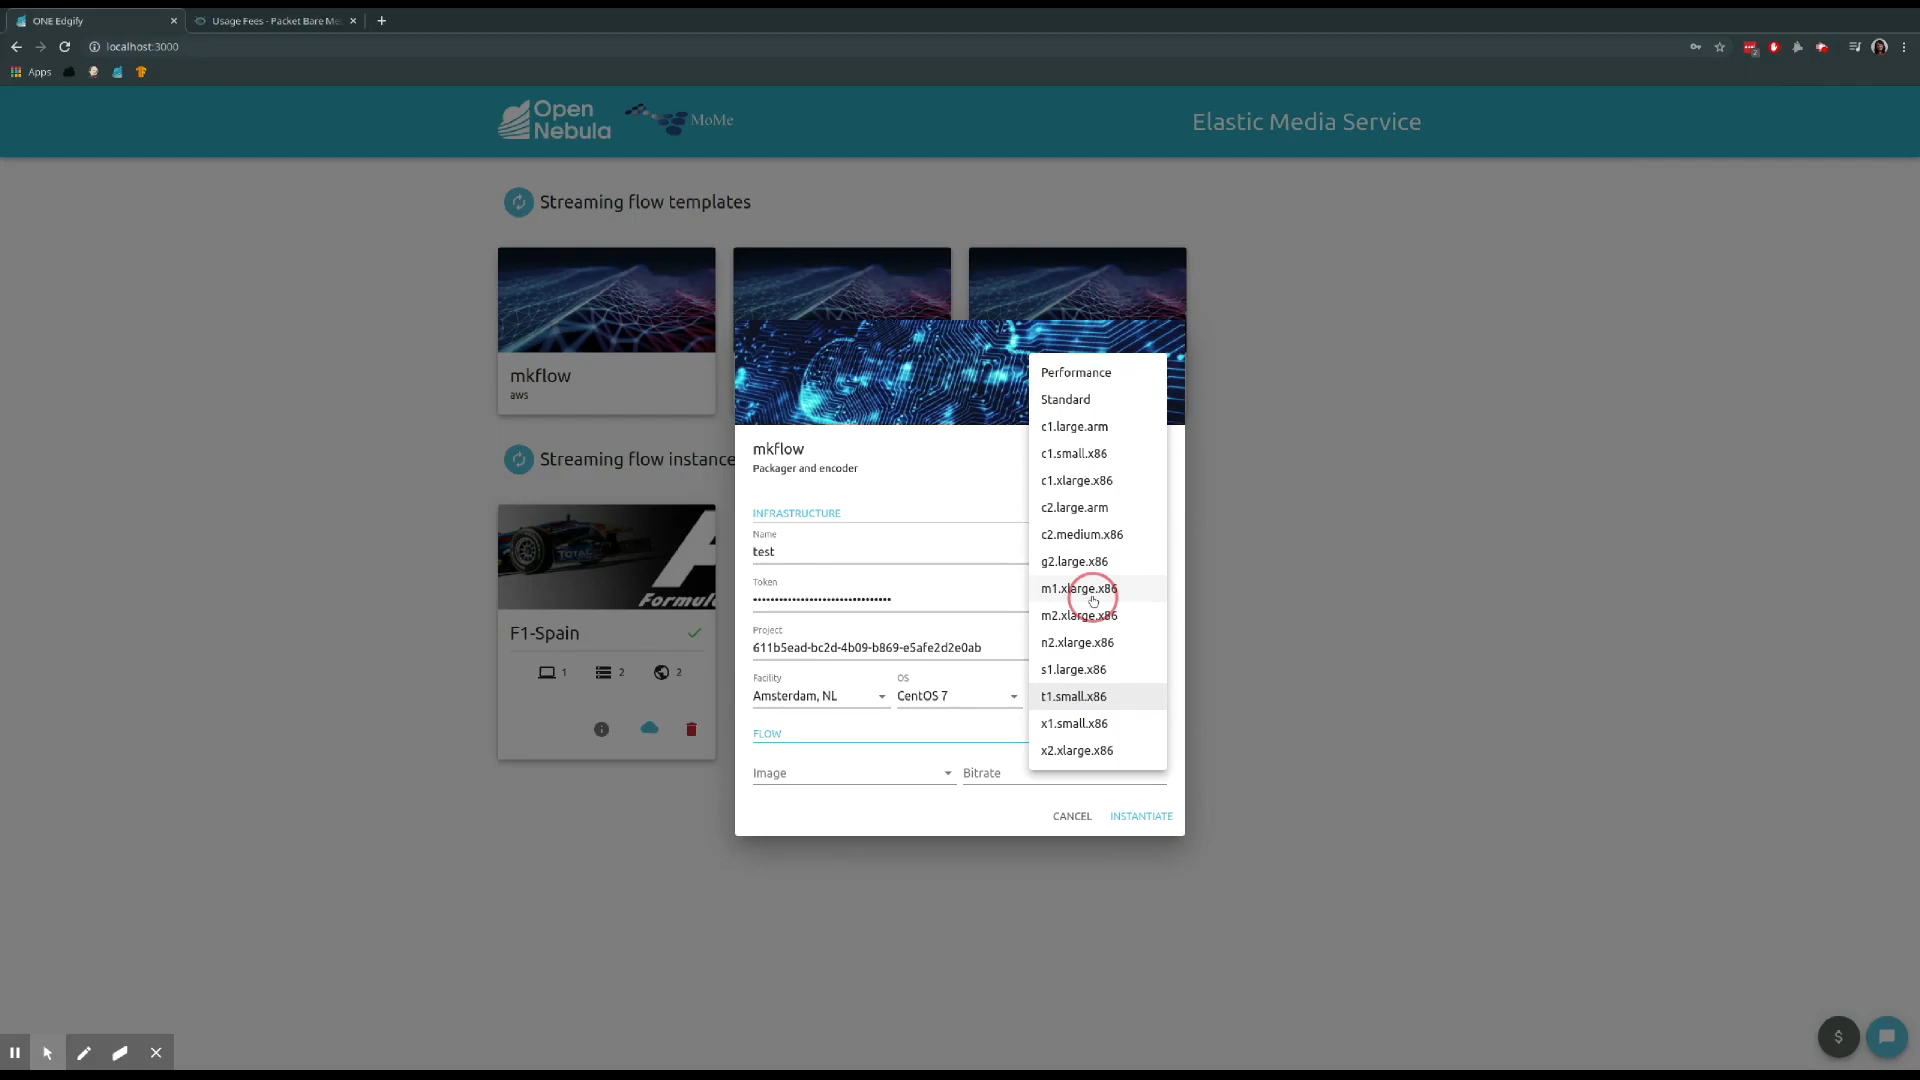 ONE Edgify
Usage Fees - Packet Bare Me
localhost:3000
2
Apps
Open
Nebula
MoMe
Elastic Media Service
Streaming flow templates
mkflow
aws
Streaming flow instance
F1-Spain
1
2
2
Formul
mkflow
Packager and encoder
INFRASTRUCTURE
Name
test
Token
••••••••••••••••••••••••••••••••
Project
611b5ead-bc2d-4b09-b869-e5afe2d2e0ab
Facility
OS
Amsterdam, NL
CentOS 7
FLOW
Image
Bitrate
CANCEL
INSTANTIATE
Performance
Standard
c1.large.arm
c1.small.x86
c1.xlarge.x86
c2.large.arm
c2.medium.x86
g2.large.x86
m1.xlarge.x86
m2.xlarge.x86
n2.xlarge.x86
s1.large.x86
t1.small.x86
x1.small.x86
x2.xlarge.x86
$